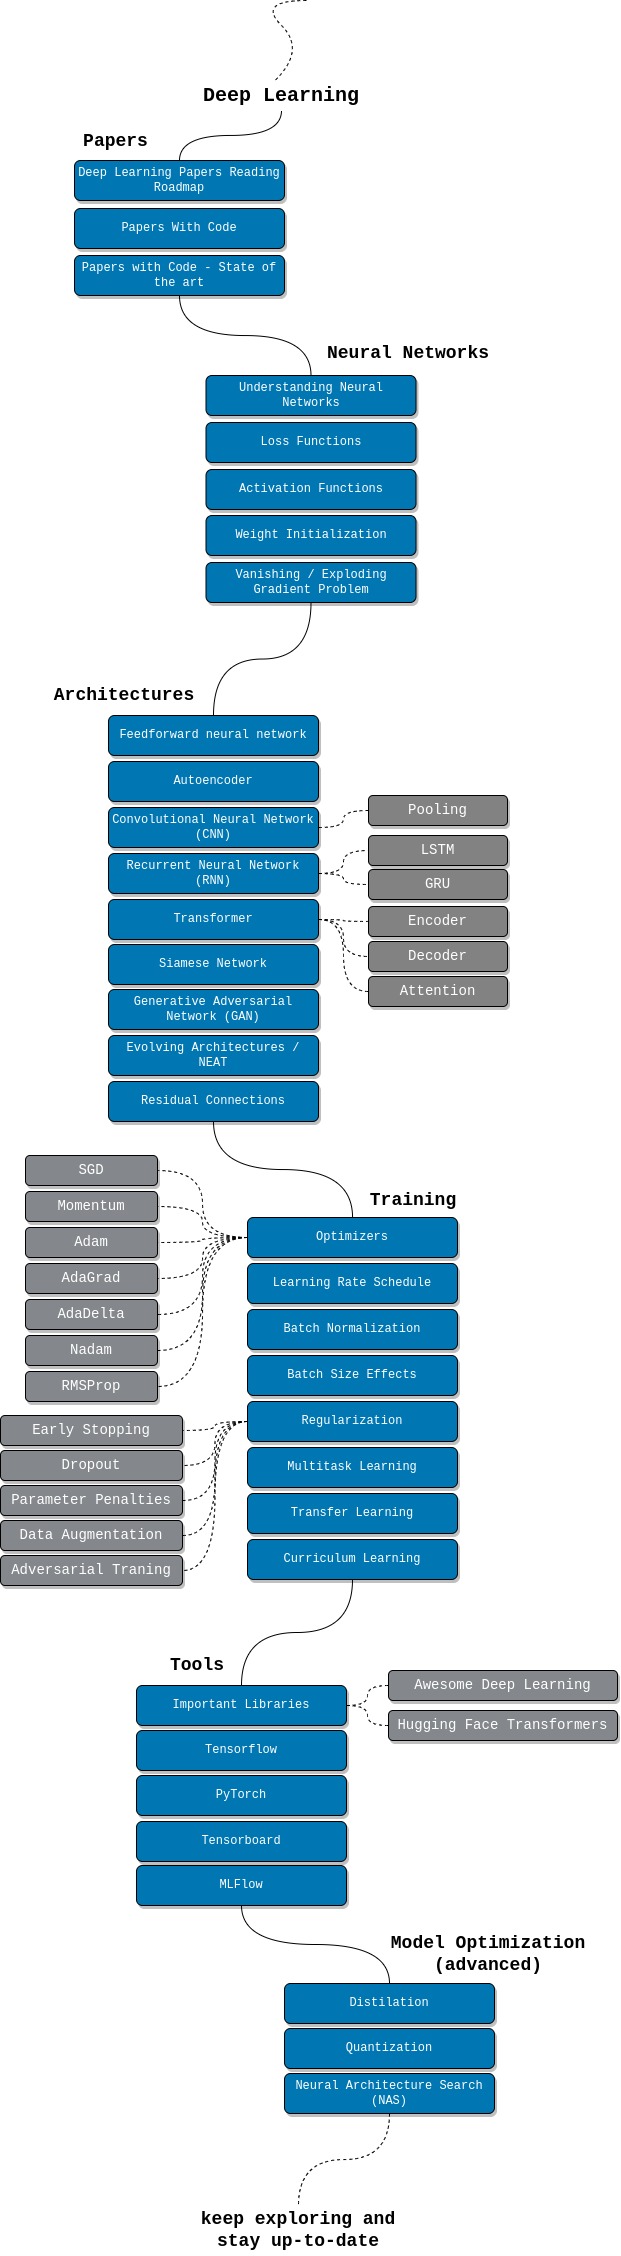 Deep Learning
Papers
Deep Learning Papers Reading
Roadmap
Papers With Code
Papers with Code - State of
the art
Neural Networks
Understanding Neural
Networks
Loss Functions
Activation Functions
Weight Initialization
Vanishing / Exploding
Gradient Problem
Architectures
Feedforward neural network
Autoencoder
Convolutional Neural Network
(CNN)
Pooling
Recurrent Neural Network
(RNN)
LSTM
GRU
Transformer
Encoder
Decoder
Attention
Siamese Network
Generative Adversarial
Network (GAN)
Evolving Architectures /
NEAT
Residual Connections
Training
Optimizers
SGD
Momentum
Adam
AdaGrad
AdaDelta
Nadam
RMSProp
Learning Rate Schedule
Batch Normalization
Batch Size Effects
Regularization
Early Stopping
Dropout
Parameter Penalties
Data Augmentation
Adversarial Traning
Multitask Learning
Transfer Learning
Curriculum Learning
Tools
Important Libraries
Awesome Deep Learning
Hugging Face Transformers
Tensorflow
PyTorch
Tensorboard
MLFlow
Model Optimization
(advanced)
Distilation
Quantization
Neural Architecture Search
(NAS)
keep exploring and
stay up-to-date